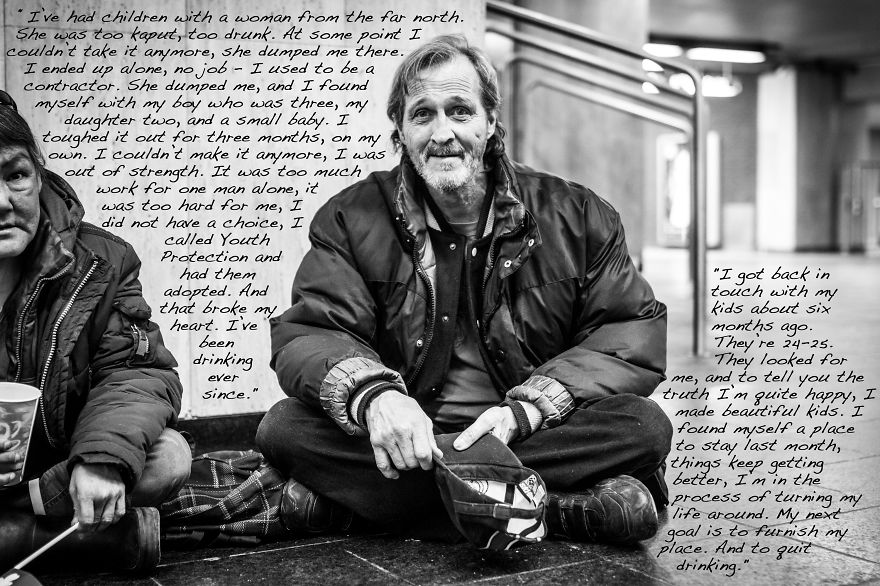 "I've had children with a woman from the far north.
She was too kaput, too drunk. At some point I
couldn't take it anymore, she dumped me there.
I ended up alone, no job - I used to be a
contractor. She dumped me, and I found
myself with my boy who was three, my
daughter two, and a small baby. I
toughed it out for three months, on my
own. I couldn't make it anymore, I was
out of strength. It was too much
work for one man alone, it
was too hard for me, I
did not have a choice, I
called Youth
Protection and
had them
adopted. And
that broke my
heart. I've
been
drinking
ever
since."
"I got back in
touch with my
kids about six
months ago.
They're 24-25.
They looked for
me, and to tell you the
truth I'm quite happy, I
made beautiful kids. I
found myself a place
to stay last month,
things keep getting
better, I'm in the
process of turning my
life around. My next
goal is to furnish my
place. And to quit
drinking."